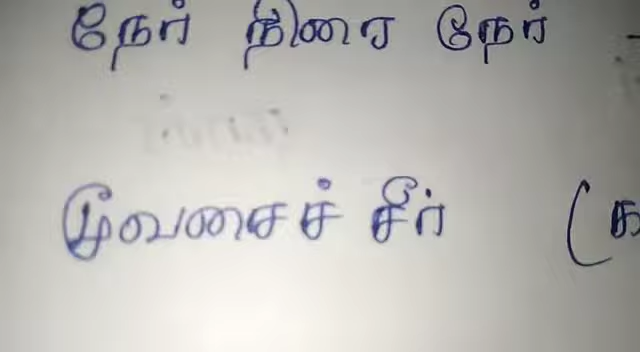 நேர் நிரை நேர்
மூவசைச் சீர் (க